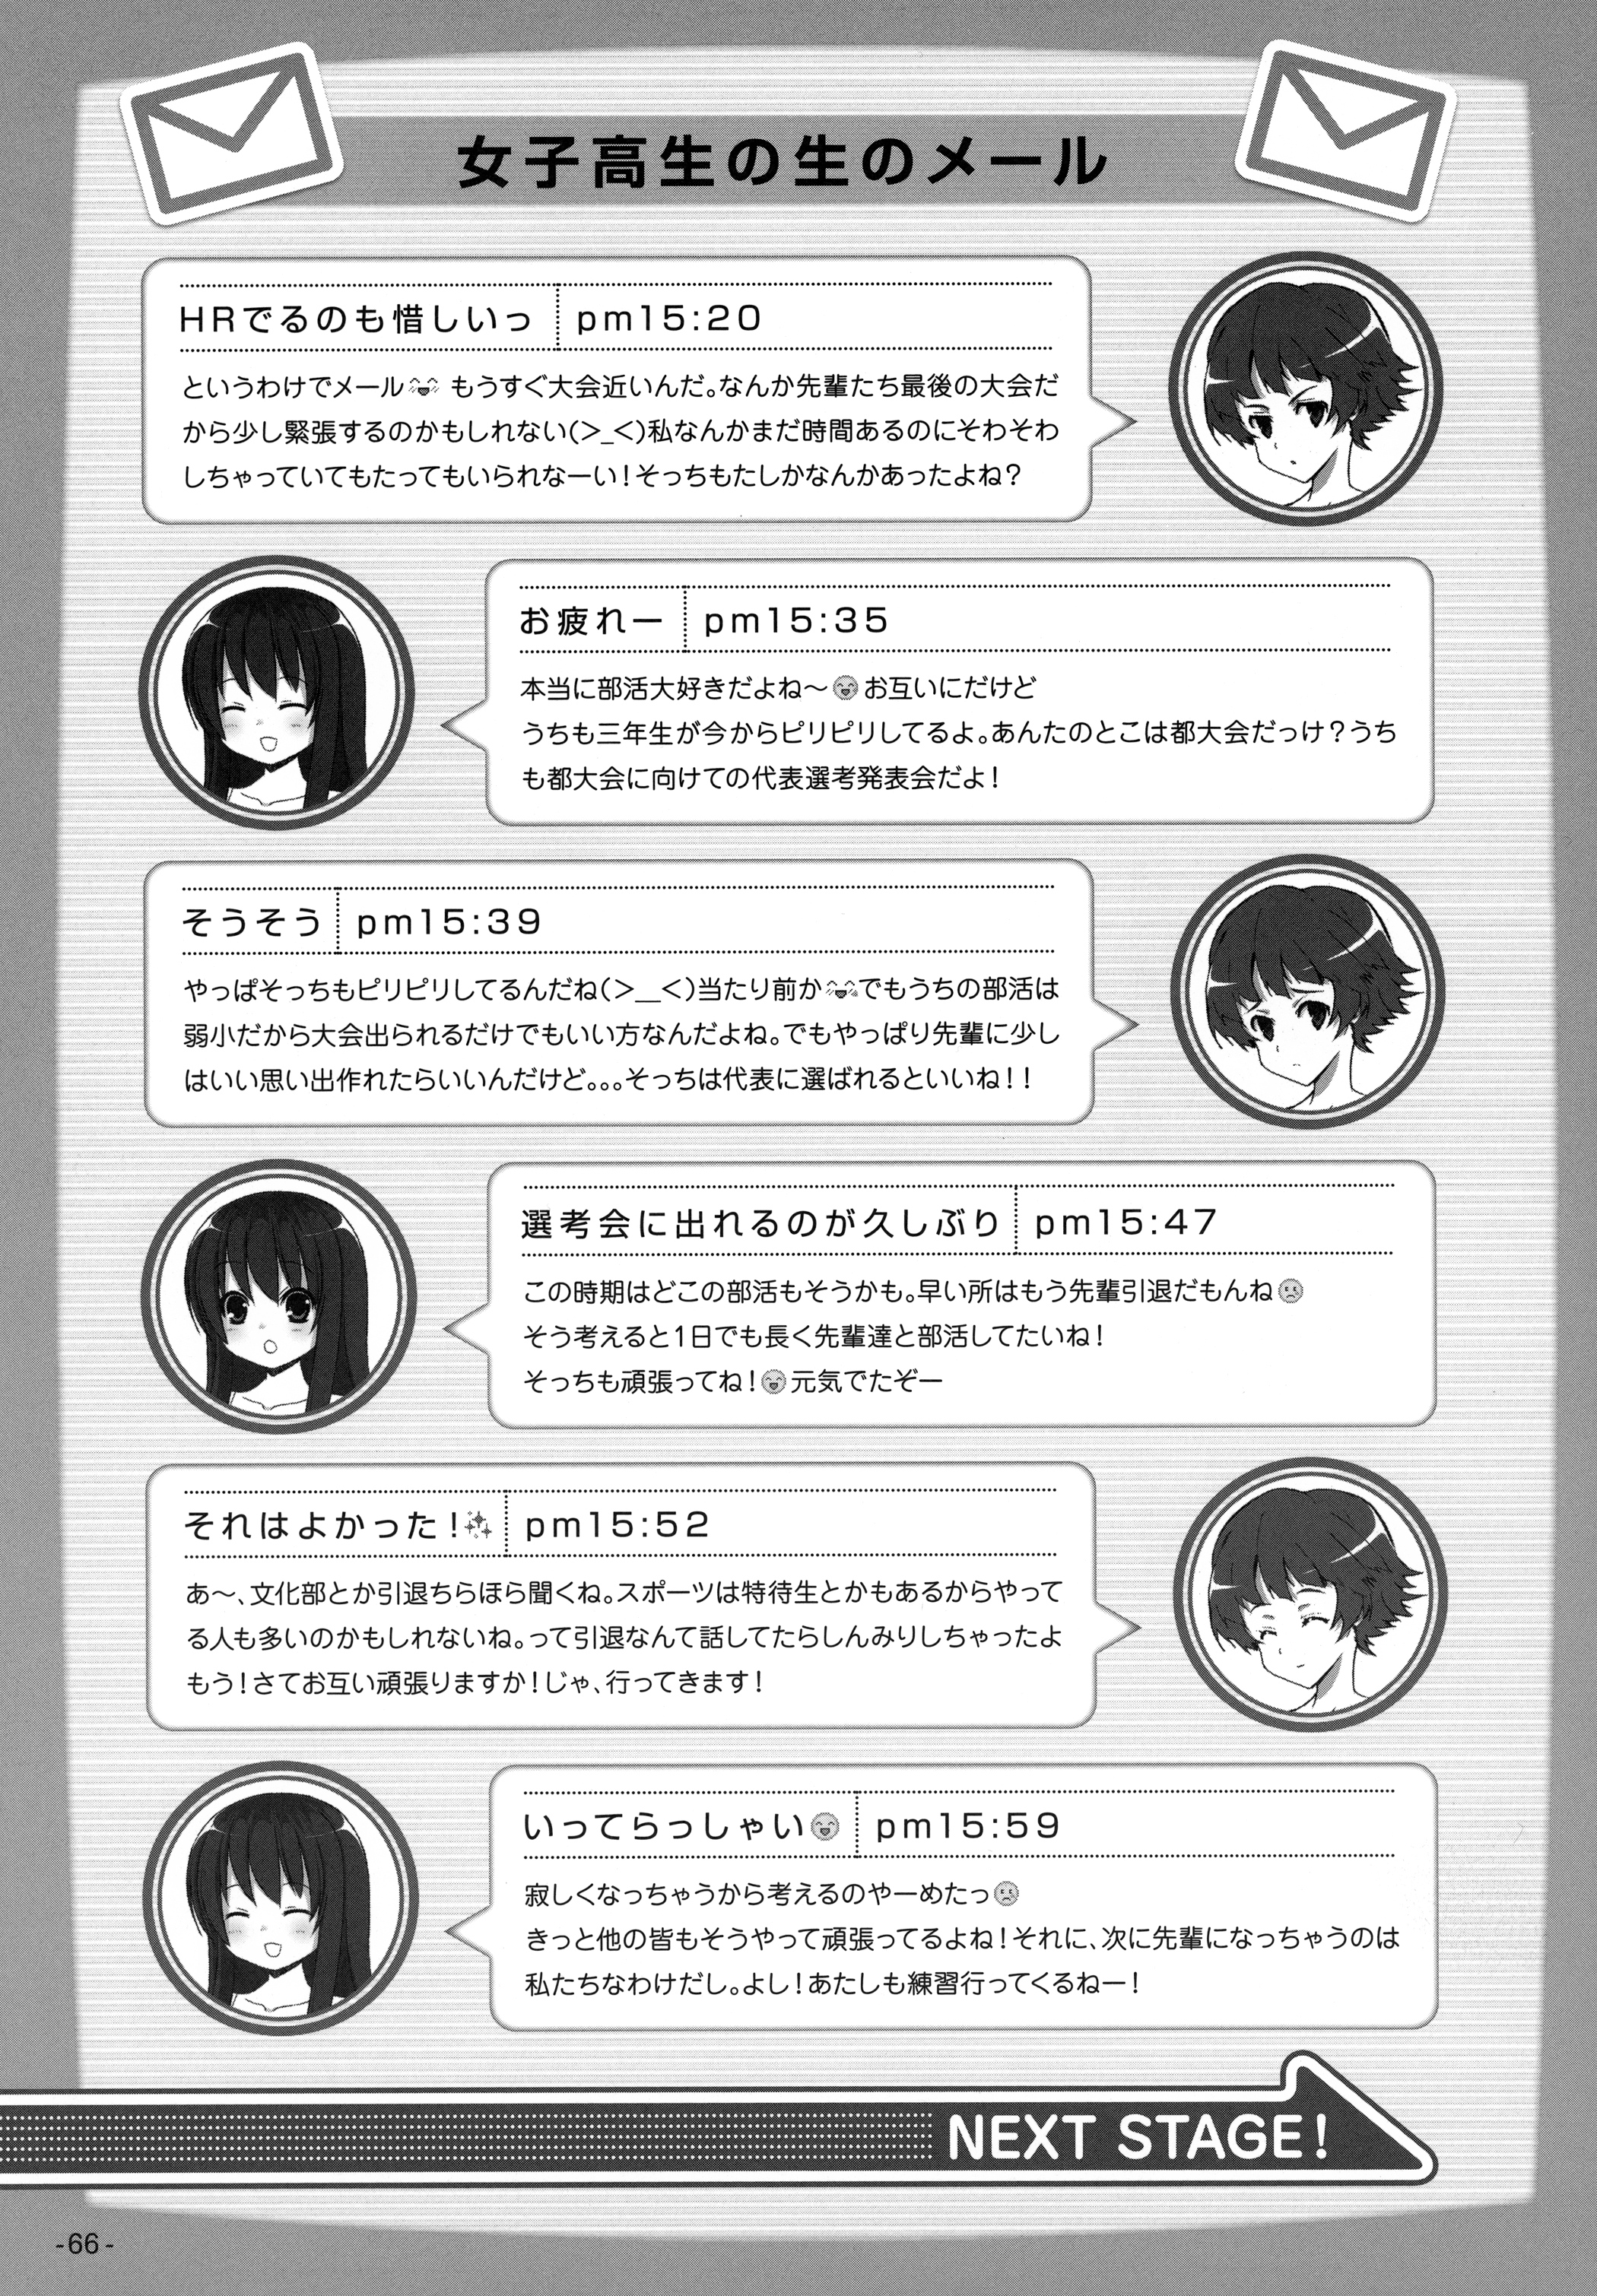 女子高生の生のメール
HRでるのも惜しいっ pm15:20
というわけでメール もうすぐ大会近いんだ。なんか先輩たち最後の大会だ
から少し緊張するのかもしれない(>_<)私なんかまだ時間あるのにそわそわ
しちゃっていてもたってもいられなーい！そっちもたしかなんかあったよね？
お疲れー pm15:35
本当に部活大好きだよね～ お互いにだけど
うちも三年生が今からピリピリしてるよ。あんたのとこは都大会だっけ？うち
も都大会に向けての代表選考発表会だよ！
そうそう pm15:39
やっぱそっちもピリピリしてるんだね(>__<)当たり前かでもうちの部活は
弱小だから大会出られるだけでもいい方なんだよね。でもやっぱり先輩に少し
はいい思い出作れたらいいんだけど。。。そっちは代表に選ばれるといいね！！
選考会に出れるのが久しぶり pm15:47
この時期はどこの部活もそうかも。早い所はもう先輩引退だもんね
そう考えると1日でも長く先輩達と部活してたいね！
そっちも頑張ってね！元気でたぞー
それはよかった！ pm15:52
あ～、文化部とか引退ちらほら聞くね。スポーツは特待生とかもあるからやって
る人も多いのかもしれないね。って引退なんて話してたらしんみりしちゃったよ
もう！さてお互い頑張りますか！じゃ、行ってきます！
いってらっしゃい pm15:59
寂しくなっちゃうから考えるのやーめたっ
きっと他の皆もそうやって頑張ってるよね！それに、次に先輩になっちゃうのは
私たちなわけだし。よし！あたしも練習行ってくるねー！
NEXT STAGE!
-66-